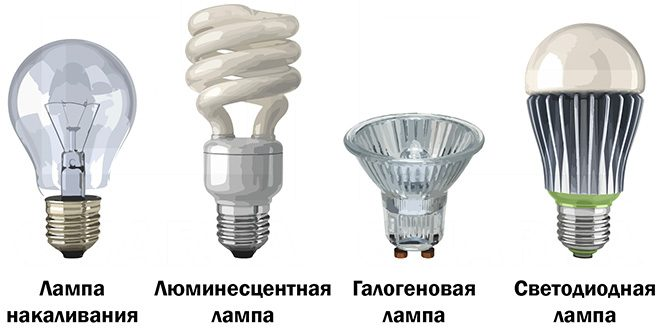 Лампа
накаливания
Люминесцентная
лампа
Галогеновая
лампа
Светодиодная
лампа